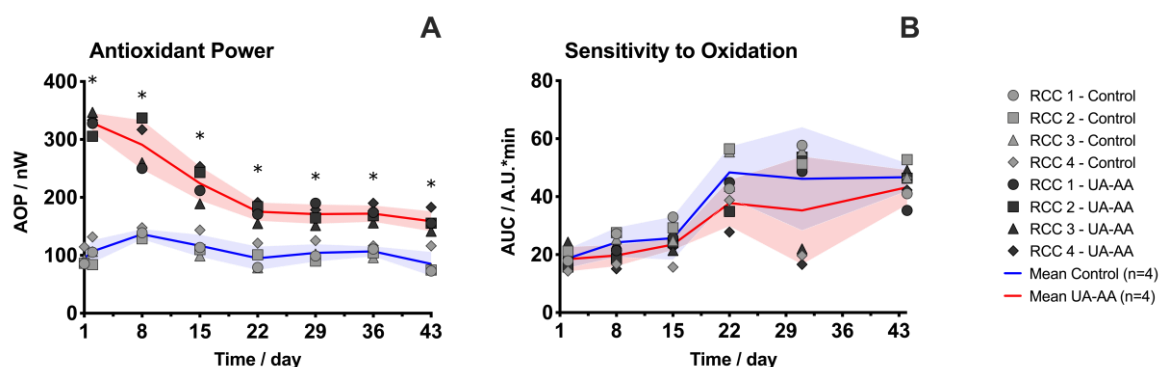 A
Antioxidant Power
400
300
200
100
0
AOP / nW
* * * * * * *
1 8 15 22 29 36 43
Time / day
B
Sensitivity to Oxidation
80
60
40
20
0
AUC / A.U.*min
1 8 15 22 29 36 43
Time / day
RCC 1 - Control
RCC 2 - Control
RCC 3 - Control
RCC 4 - Control
RCC 1 - UA-AA
RCC 2 - UA-AA
RCC 3 - UA-AA
RCC 4 - UA-AA
Mean Control (n=4)
Mean UA-AA (n=4)